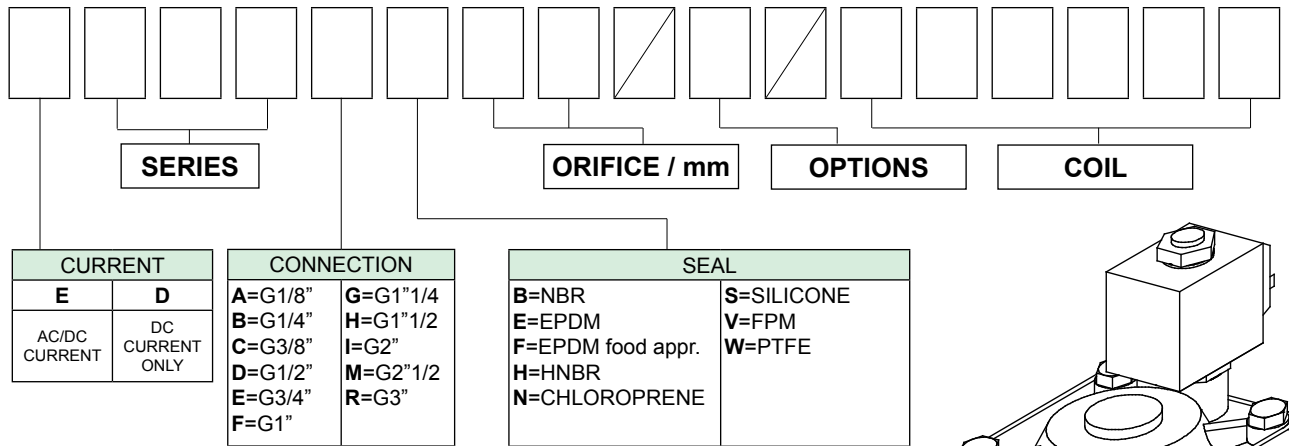 SERIES
ORIFICE / mm
OPTIONS
COIL
CURRENT
E D
AC/DC CURRENT
DC CURRENT ONLY
CONNECTION
A=G1/8”
B=G1/4”
C=G3/8”
D=G1/2”
E=G3/4”
F=G1”
G=G1”1/4
H=G1”1/2
I=G2”
M=G2”1/2
R=G3”
SEAL
B=NBR
E=EPDM
F=EPDM food appr.
H=HNBR
N=CHLOROPRENE
S=SILICONE
V=FPM
W=PTFE